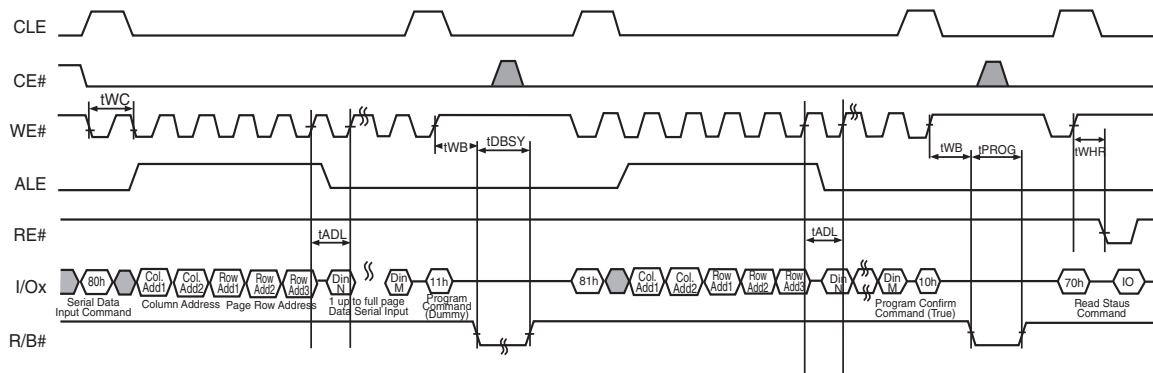 CLE
CE#
tWC
WE#
tWB
tDBSY
tWB
tPROG
tWHR
ALE
RE#
tADL
tADL
I/Ox
80h
Col.
Add1
Col.
Add2
Row
Add1
Row
Add2
Row
Add3
Din
N
Din
M
11h
81h
Col.
Add1
Col.
Add2
Row
Add1
Row
Add2
Row
Add3
Din
N
Din
M
10h
70h
IO
Serial Data
Input Command
Column Address
Page Row Address
1 up to full page
Data Serial Input
Program
Command
(Dummy)
Program Confirm
Command (True)
Read Staus
Command
R/B#